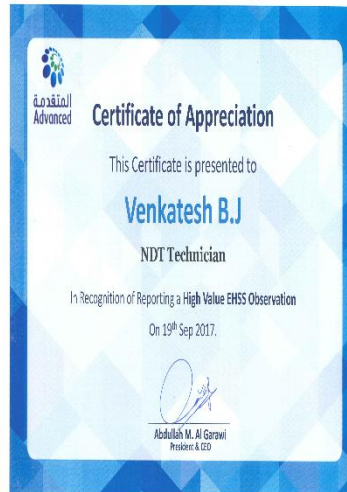 المتقدمة
Advanced
Certificate of Appreciation
This Certificate is presented to
Venkatesh B.J
NDT Technician
In Recognition of Reporting a High Value EHSS Observation
On 19th Sep 2017.
Abdullah M. Al Garawi
President & CEO